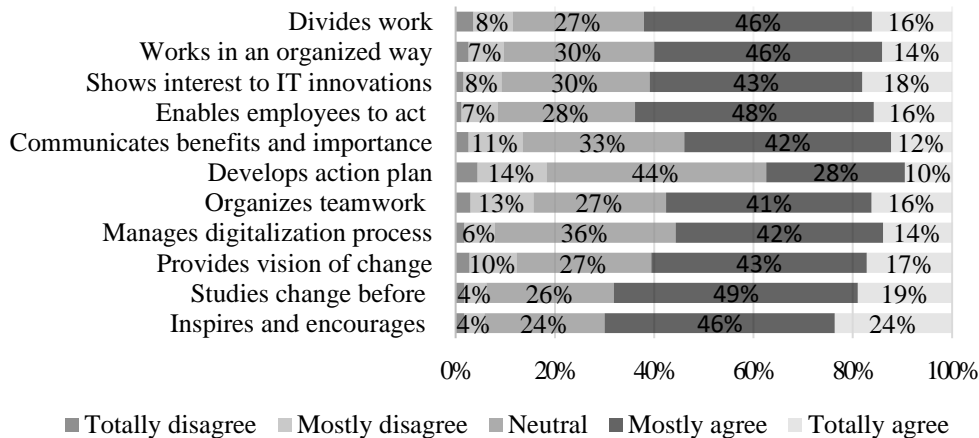 Divides work 8% 27% 46% 16%
Works in an organized way 7% 30% 46% 14%
Shows interest to IT innovations 8% 30% 43% 18%
Enables employees to act 7% 28% 48% 16%
Communicates benefits and importance 11% 33% 42% 12%
Develops action plan 14% 44% 28% 10%
Organizes teamwork 13% 27% 41% 16%
Manages digitalization process 6% 36% 42% 14%
Provides vision of change 10% 27% 43% 17%
Studies change before 4% 26% 49% 19%
Inspires and encourages 4% 24% 46% 24%
0% 20% 40% 60% 80% 100%
Totally disagree Mostly disagree Neutral Mostly agree Totally agree